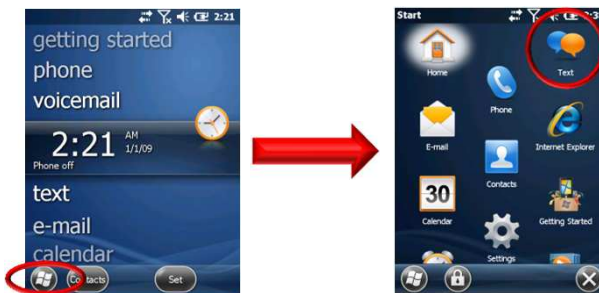 2:21
getting started
phone
voicemail
2:21 AM
1/1/09
Phone off
text
e-mail
calendar
Contacts
Set
Start
Home
Text
Phone
E-mail
Internet Explorer
Contacts
30
Calendar
Getting Started
Settings